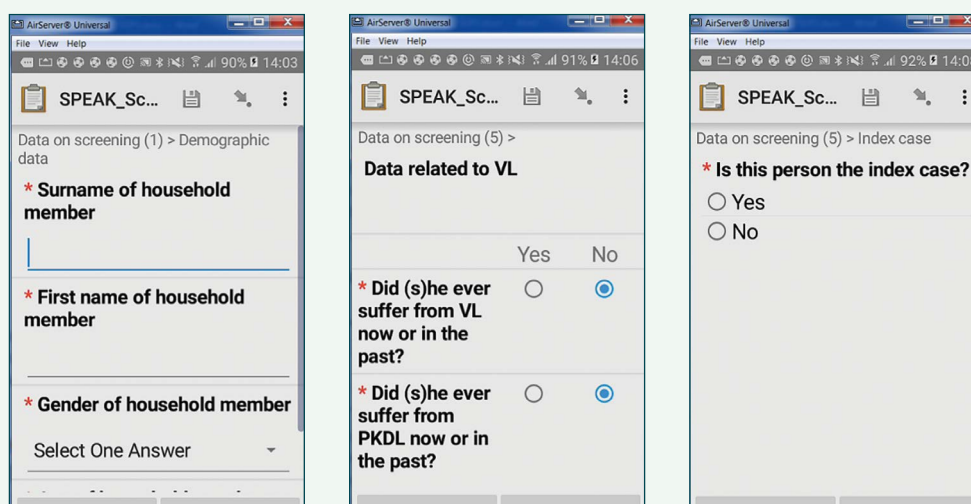 AirServer® Universal
File View Help
90% 14:03
SPEAK_Sc...
Data on screening (1) > Demographic
data
* Surname of household
member
* First name of household
member
* Gender of household member
Select One Answer
AirServer® Universal
File View Help
91% 14:06
SPEAK_Sc...
Data on screening (5) >
Data related to VL
Yes No
* Did (s)he ever
suffer from VL
now or in the
past?
* Did (s)he ever
suffer from
PKDL now or in
the past?
AirServer® Universal
File View Help
92%
SPEAK_Sc...
Data on screening (5) > Index case
* Is this person the index case?
Yes
No